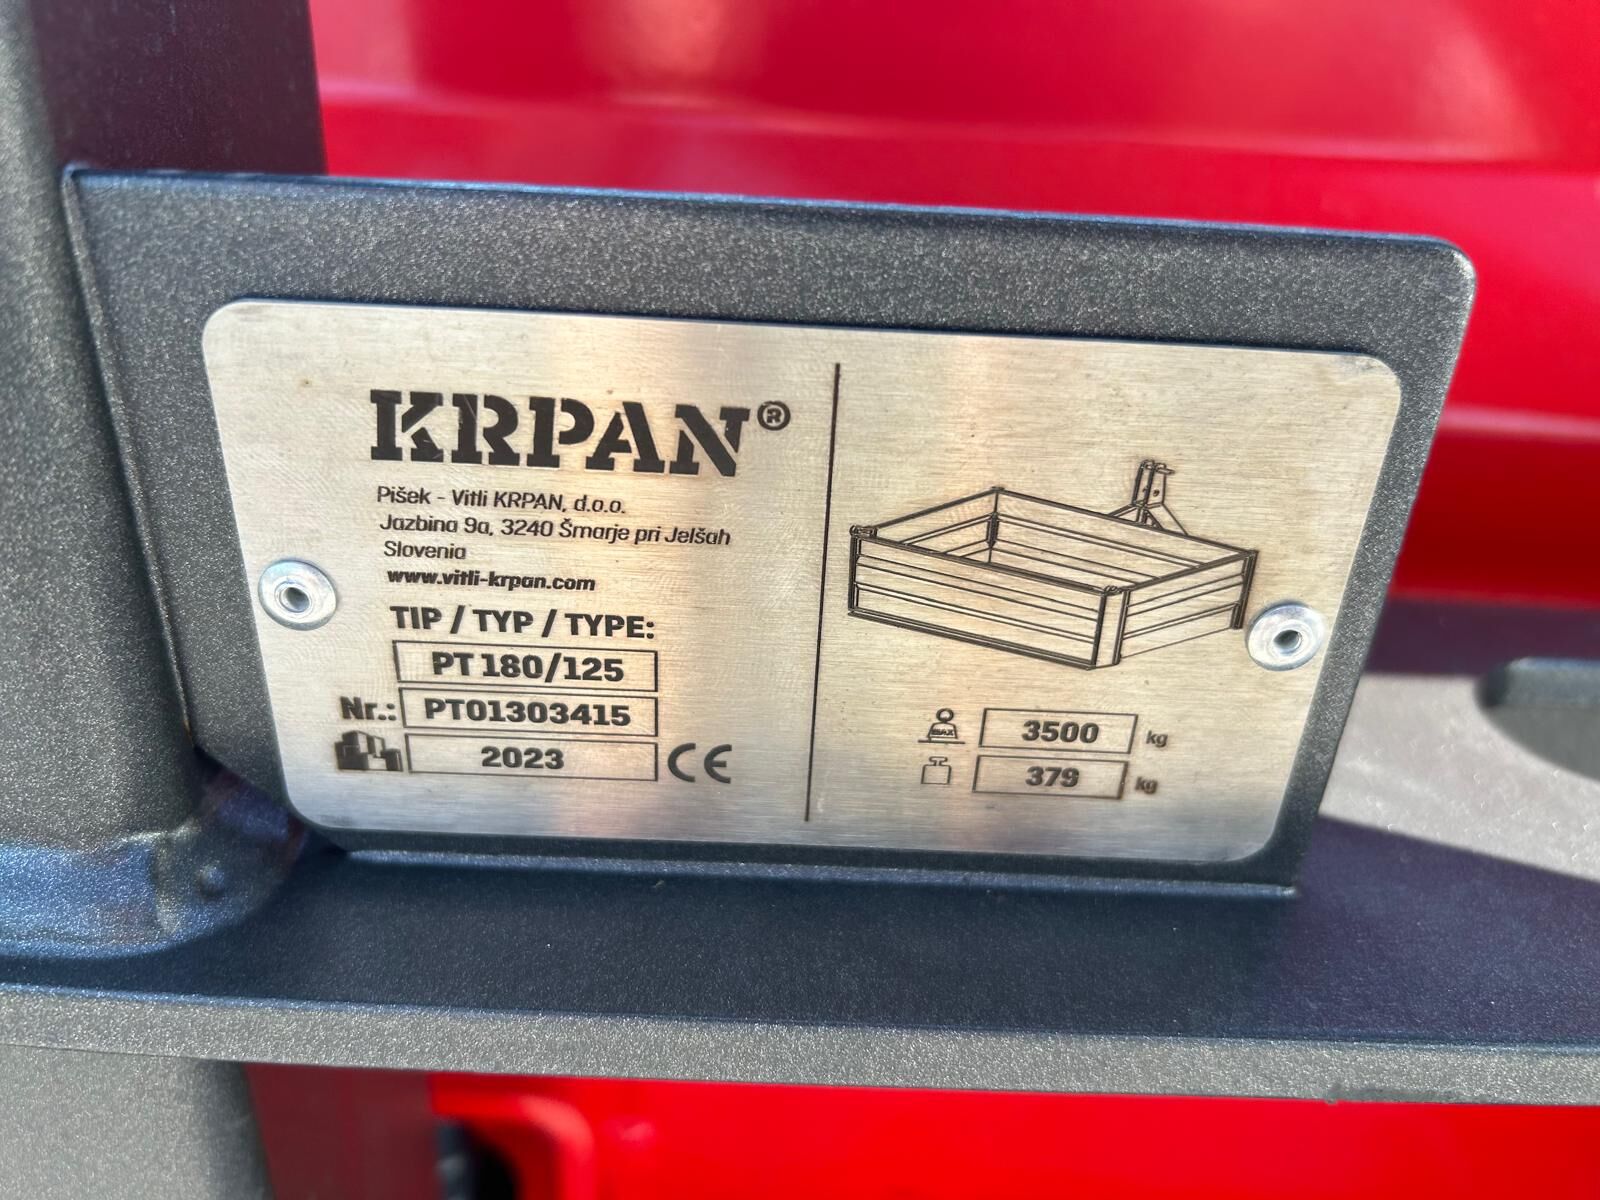 KRPAN®
Pišek - Vitli KRPAN, d.o.o.
Jazbina 9a, 3240 Šmarje pri Jelšah
Slovenia
www.vitli-krpan.com
TIP / TYP / TYPE:
PT 180/125
Nr.: PT01303415
2023 CE
MAX 3500 kg
379 kg